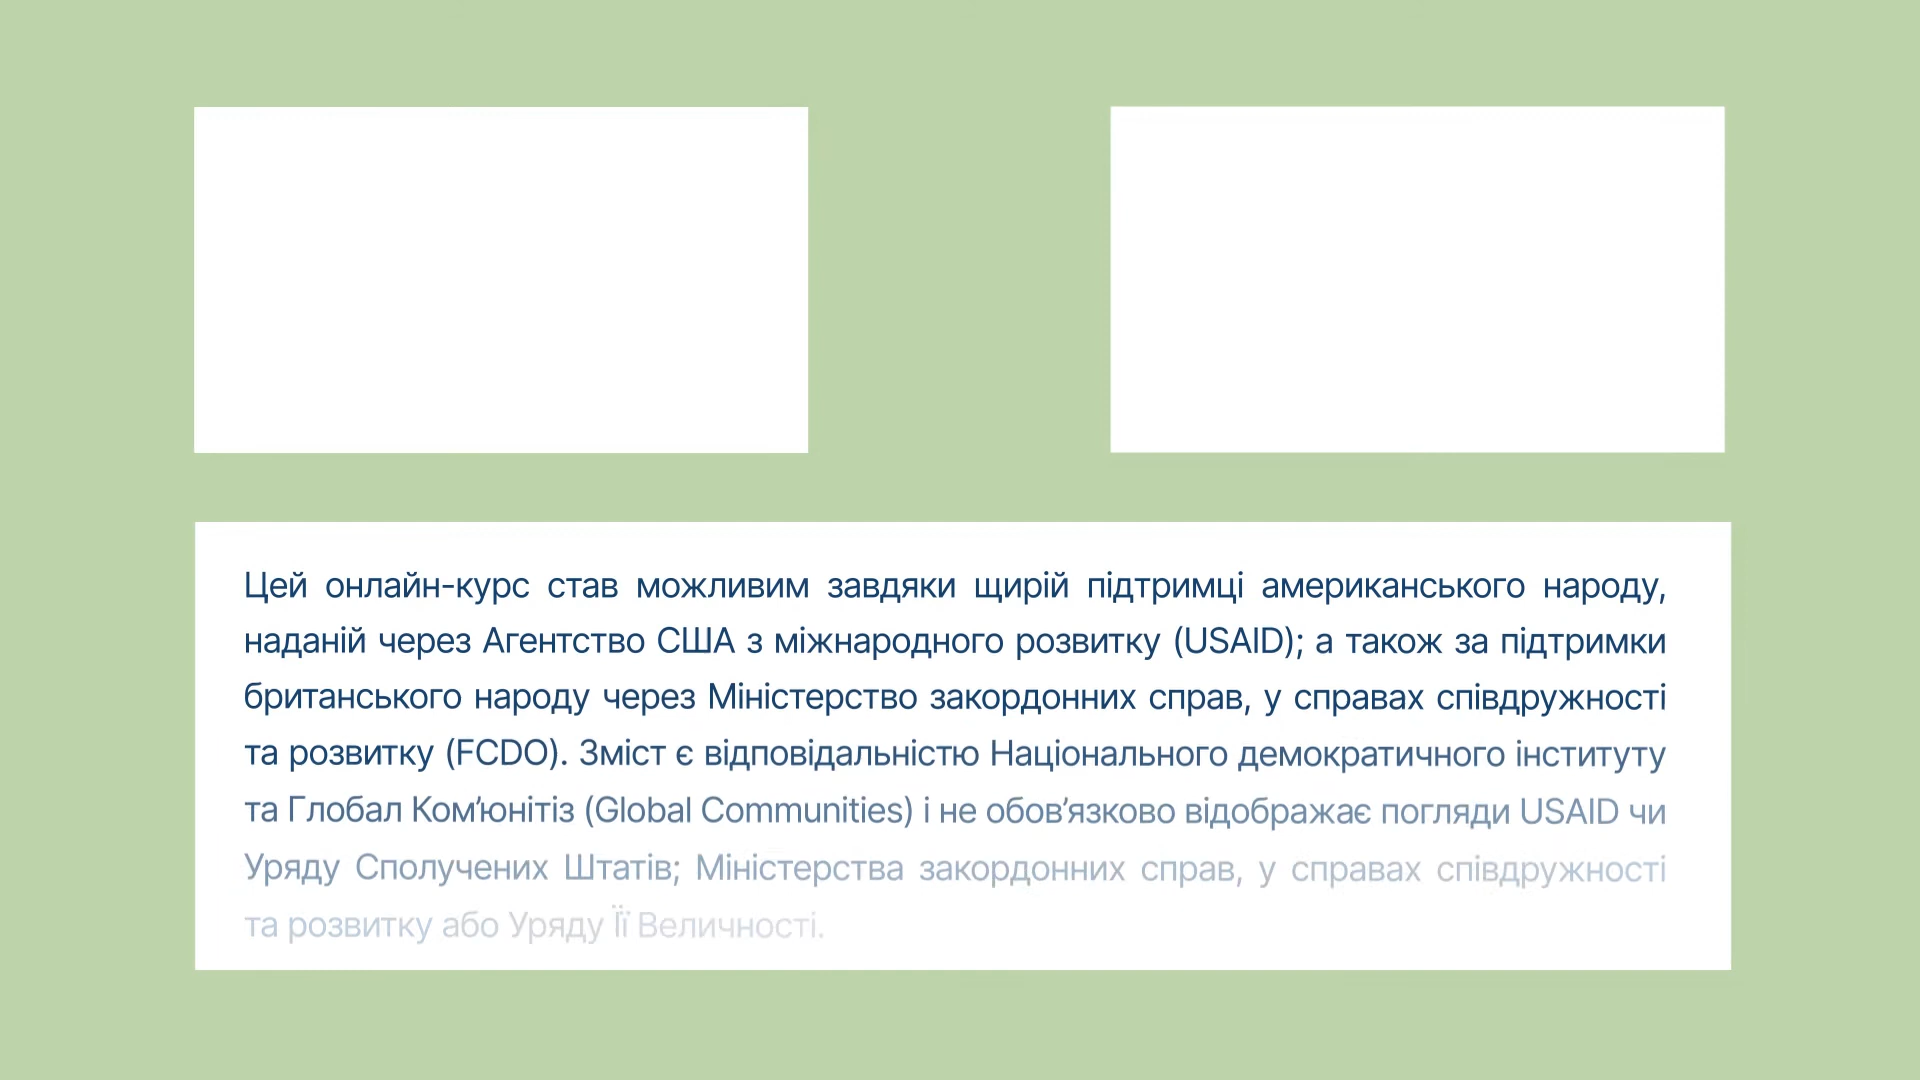 Цей онлайн-курс став можливим завдяки щирій підтримці американського народу,
наданій через Агентство США з міжнародного розвитку (USAID); а також за підтримки
британського народу через Міністерство закордонних справ, у справах співдружності
та розвитку (FCDO). Зміст є відповідальністю Національного демократичного інституту
та Глобал Ком’юнітіз (Global Communities) і не обов’язково відображає погляди USAID чи
Уряду Сполучених Штатів; Міністерства закордонних справ, у справах співдружності
та розвитку або Уряду Її Величності.